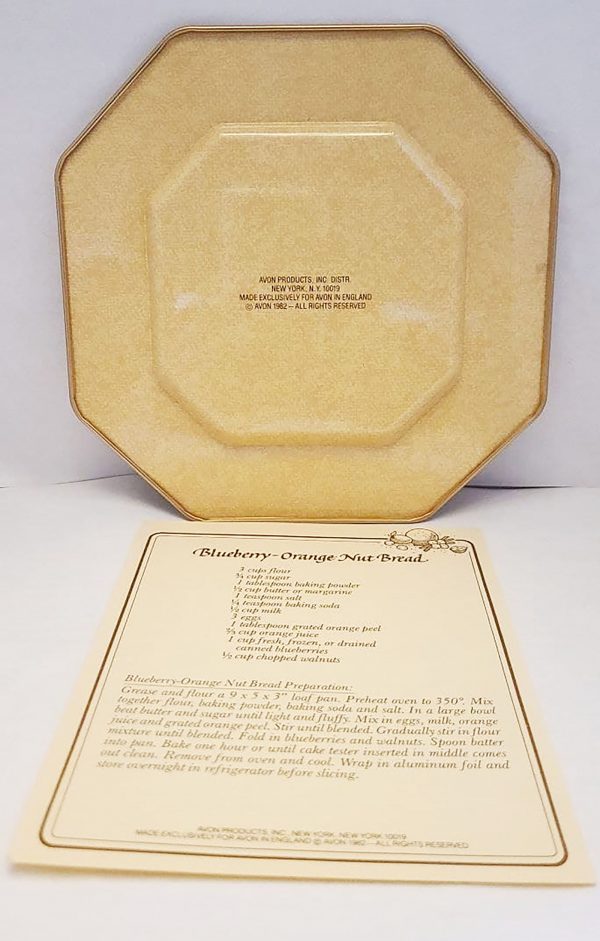 AVON PRODUCTS, INC. DISTR.
NEW YORK, N.Y. 10019
MADE EXCLUSIVELY FOR AVON IN ENGLAND
© AVON 1982 — ALL RIGHTS RESERVED
Blueberry-Orange Nut Bread
3 cups flour
¾ cup sugar
1 tablespoon baking powder
½ cup butter or margarine
1 teaspoon salt
¼ teaspoon baking soda
½ cup milk
3 eggs
1 tablespoon grated orange peel
⅔ cup orange juice
1 cup fresh, frozen, or drained
canned blueberries
½ cup chopped walnuts
Blueberry-Orange Nut Bread Preparation:
Grease and flour a 9 x 5 x 3" loaf pan. Preheat oven to 350°. Mix
together flour, baking powder, baking soda and salt. In a large bowl
beat butter and sugar until light and fluffy. Mix in eggs, milk, orange
juice and grated orange peel. Stir until blended. Gradually stir in flour
mixture until blended. Fold in blueberries and walnuts. Spoon batter
into pan. Bake one hour or until cake tester inserted in middle comes
out clean. Remove from oven and cool. Wrap in aluminum foil and
store overnight in refrigerator before slicing.
AVON PRODUCTS, INC. NEW YORK, NEW YORK 10019
MADE EXCLUSIVELY FOR AVON IN ENGLAND © AVON 1982 — ALL RIGHTS RESERVED